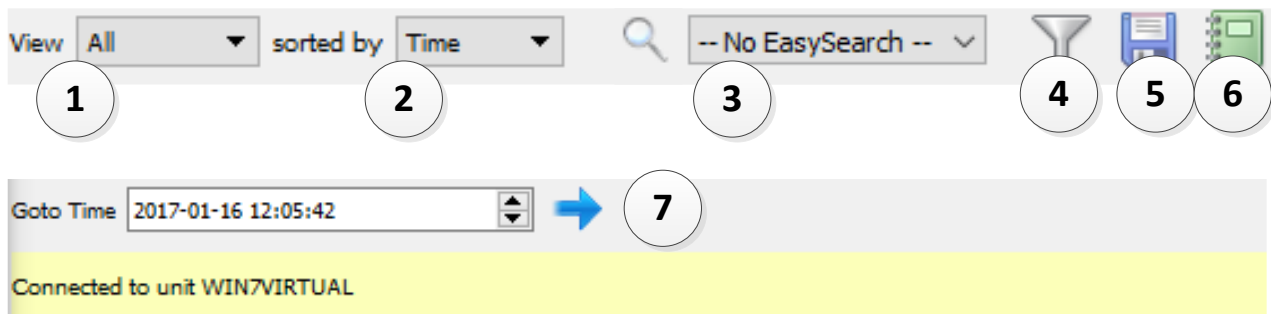 View All sorted by Time -- No EasySearch --
1 2 3 4 5 6
Goto Time 2017-01-16 12:05:42 7
Connected to unit WIN7VIRTUAL